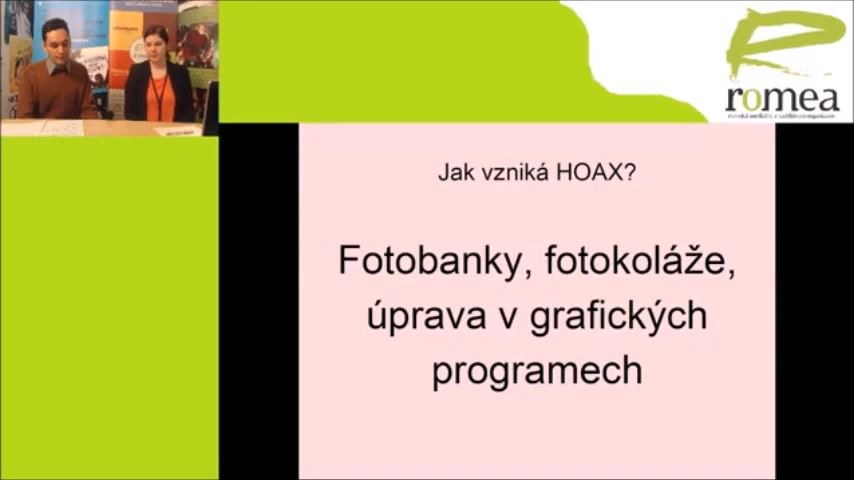 romea
Jak vzniká HOAX?
Fotobanky, fotokoláže,
úprava v grafických
programech